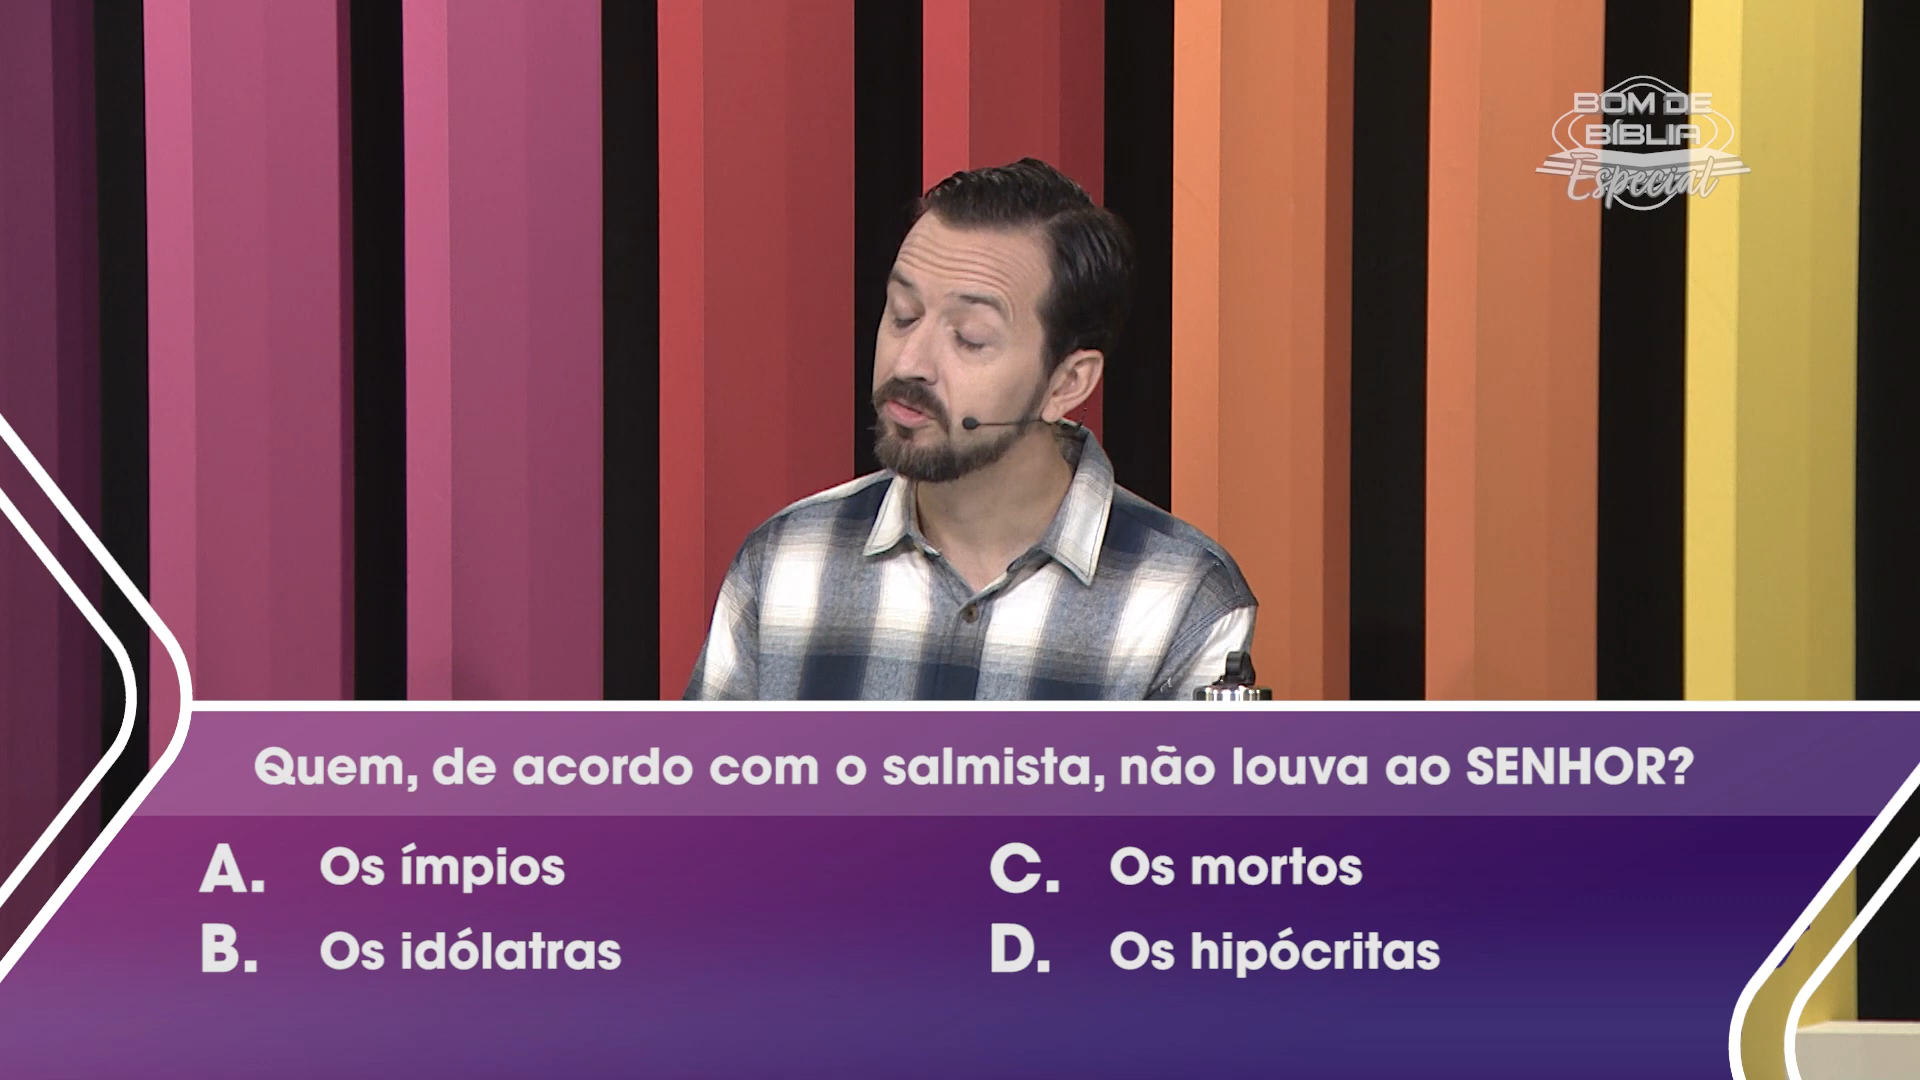 BOM DE
BÍBLIA
Especial
Quem, de acordo com o salmista, não louva ao SENHOR?
A. Os ímpios
C. Os mortos
B. Os idólatras
D. Os hipócritas